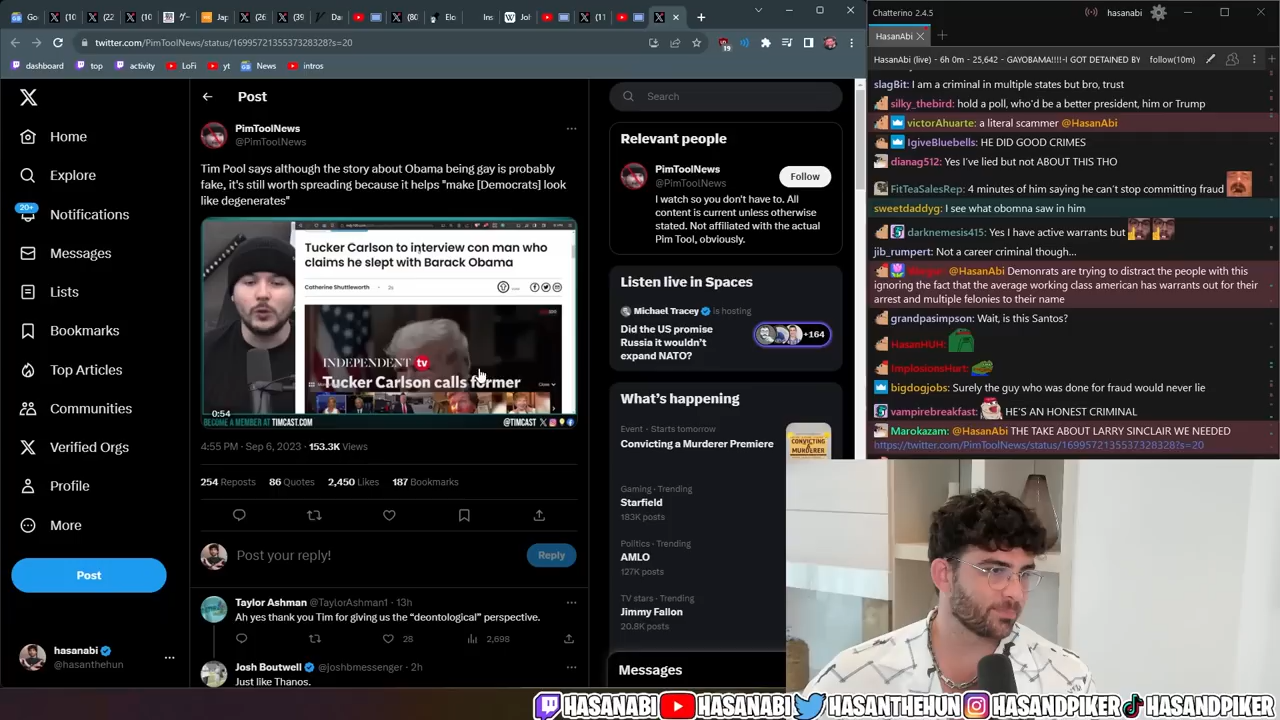 twitter.com/PimToolNews/status/1699572135537328328?s=20
dashboard
top
activity
LoFi
yt
News
intros
Home
Explore
20+
Notifications
Messages
Lists
Bookmarks
Top Articles
Communities
Verified Orgs
Profile
More
Post
hasanabi
@hasanthehun
Post
PimToolNews
@PimToolNews
Tim Pool says although the story about Obama being gay is probably
fake, it's still worth spreading because it helps "make [Democrats] look
like degenerates"
Tucker Carlson to interview con man who
claims he slept with Barack Obama
Catherine Shuttleworth
INDEPENDENT tv
Tucker Carlson calls former
0:54
BECOME A MEMBER AT TIMCAST.COM
@TIMCAST
4:55 PM · Sep 6, 2023 · 153.3K Views
254 Reposts 86 Quotes 2,450 Likes 187 Bookmarks
Post your reply!
Reply
Taylor Ashman @TaylorAshman1 · 13h
Ah yes thank you Tim for giving us the “deontological” perspective.
28
2,698
Josh Boutwell @joshbmessenger · 2h
Just like Thanos.
Search
Relevant people
PimToolNews
@PimToolNews
Follow
I watch so you don't have to. All
content is current unless otherwise
stated. Not affiliated with the actual
Pim Tool, obviously.
Listen live in Spaces
Michael Tracey is hosting
Did the US promise
Russia it wouldn't
expand NATO?
+164
What's happening
Event · Starts tomorrow
Convicting a Murderer Premiere
CONVICTING
MURDERER
Gaming · Trending
Starfield
183K posts
Politics · Trending
AMLO
127K posts
TV stars · Trending
Jimmy Fallon
20.8K posts
Messages
Chatterino 2.4.5
hasanabi
HasanAbi
HasanAbi (live) - 6h 0m - 25,642 - GAYOBAMA!!!!-I GOT DETAINED BY
follow(10m)
slagBit: I am a criminal in multiple states but bro, trust
silky_thebird: hold a poll, who'd be a better president, him or Trump
victorAhuarte: a literal scammer @HasanAbi
IgiveBluebells: HE DID GOOD CRIMES
dianag512: Yes I've lied but not ABOUT THIS THO
FitTeaSalesRep: 4 minutes of him saying he can't stop committing fraud
sweetdaddyg: I see what obomna saw in him
darknemesis415: Yes I have active warrants but
jib_rumpert: Not a career criminal though...
@HasanAbi Demonrats are trying to distract the people with this
ignoring the fact that the average working class american has warrants out for their
arrest and multiple felonies to their name
grandpasimpson: Wait, is this Santos?
HasanHUH:
ImplosionsHurt:
bigdogjobs: Surely the guy who was done for fraud would never lie
vampirebreakfast: HE'S AN HONEST CRIMINAL
Marokazam: @HasanAbi THE TAKE ABOUT LARRY SINCLAIR WE NEEDED
https://twitter.com/PimToolNews/status/1699572135537328328?s=20
HASANABI HASANABI HASANTHEHUN HASANDPIKER HASANDPIKER